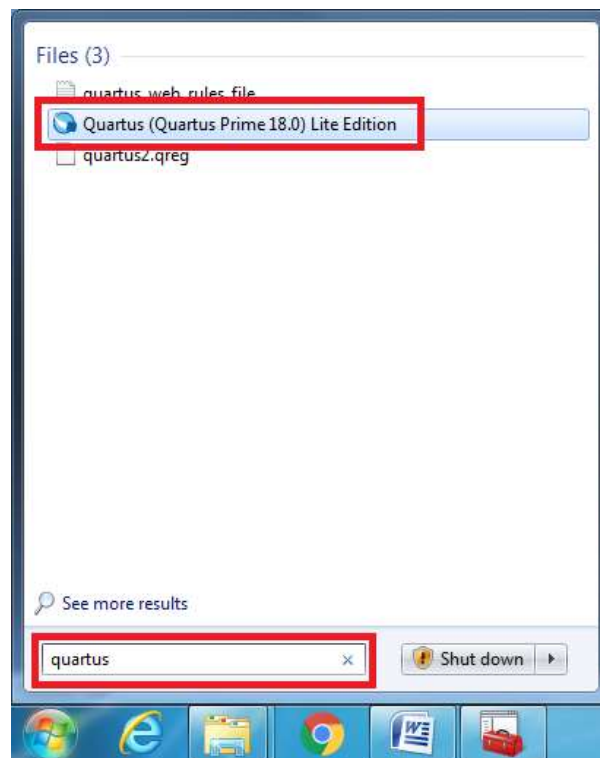 Files (3)
quartus_web_rules_file
Quartus (Quartus Prime 18.0) Lite Edition
quartus2.qreg
See more results
quartus
Shut down